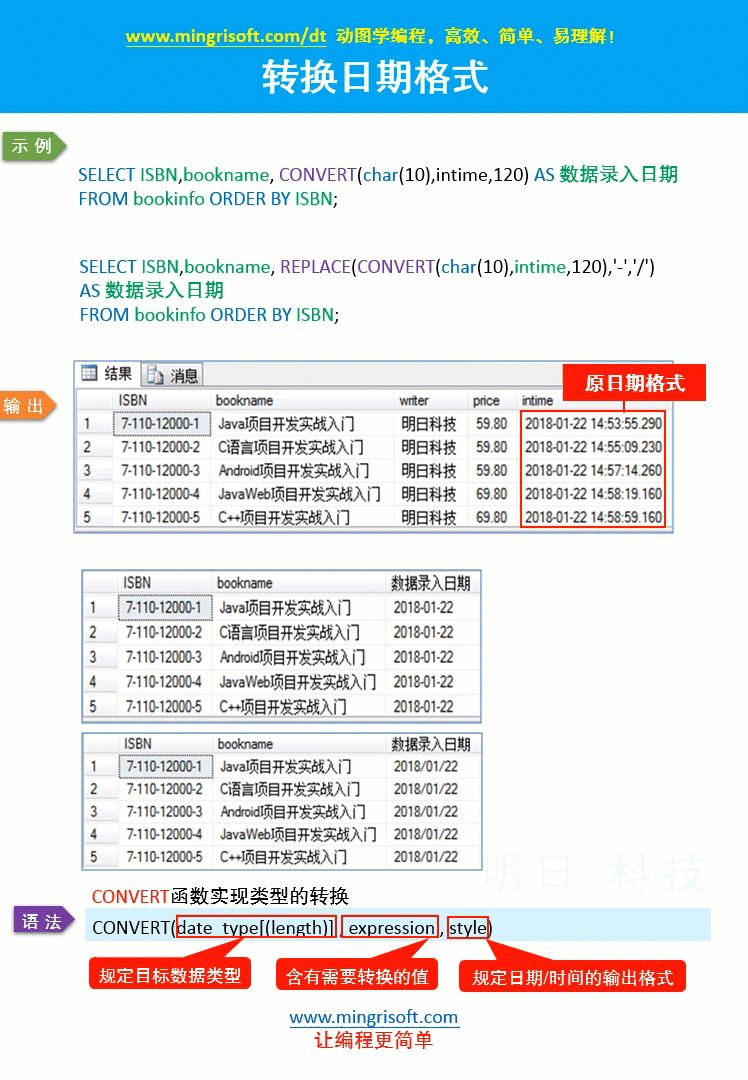 www.mingrisoft.com/dt 动图学编程，高效、简单、易理解！
转换日期格式
示例
SELECT ISBN,bookname, CONVERT(char(10),intime,120) AS 数据录入日期
FROM bookinfo ORDER BY ISBN;
SELECT ISBN,bookname, REPLACE(CONVERT(char(10),intime,120),'-','/')
AS 数据录入日期
FROM bookinfo ORDER BY ISBN;
输出
结果 消息
原日期格式
ISBN bookname writer price intime
1 7-110-12000-1 Java项目开发实战入门 明日科技 59.80 2018-01-22 14:53:55.290
2 7-110-12000-2 C语言项目开发实战入门 明日科技 59.80 2018-01-22 14:55:09.230
3 7-110-12000-3 Android项目开发实战入门 明日科技 59.80 2018-01-22 14:57:14.260
4 7-110-12000-4 JavaWeb项目开发实战入门 明日科技 69.80 2018-01-22 14:58:19.160
5 7-110-12000-5 C++项目开发实战入门 明日科技 69.80 2018-01-22 14:58:59.160
ISBN bookname 数据录入日期
1 7-110-12000-1 Java项目开发实战入门 2018-01-22
2 7-110-12000-2 C语言项目开发实战入门 2018-01-22
3 7-110-12000-3 Android项目开发实战入门 2018-01-22
4 7-110-12000-4 JavaWeb项目开发实战入门 2018-01-22
5 7-110-12000-5 C++项目开发实战入门 2018-01-22
ISBN bookname 数据录入日期
1 7-110-12000-1 Java项目开发实战入门 2018/01/22
2 7-110-12000-2 C语言项目开发实战入门 2018/01/22
3 7-110-12000-3 Android项目开发实战入门 2018/01/22
4 7-110-12000-4 JavaWeb项目开发实战入门 2018/01/22
5 7-110-12000-5 C++项目开发实战入门 2018/01/22
明日 科技
CONVERT函数实现类型的转换
语法
CONVERT(date_type[(length)], expression, style)
规定目标数据类型 含有需要转换的值 规定日期/时间的输出格式
www.mingrisoft.com
让编程更简单